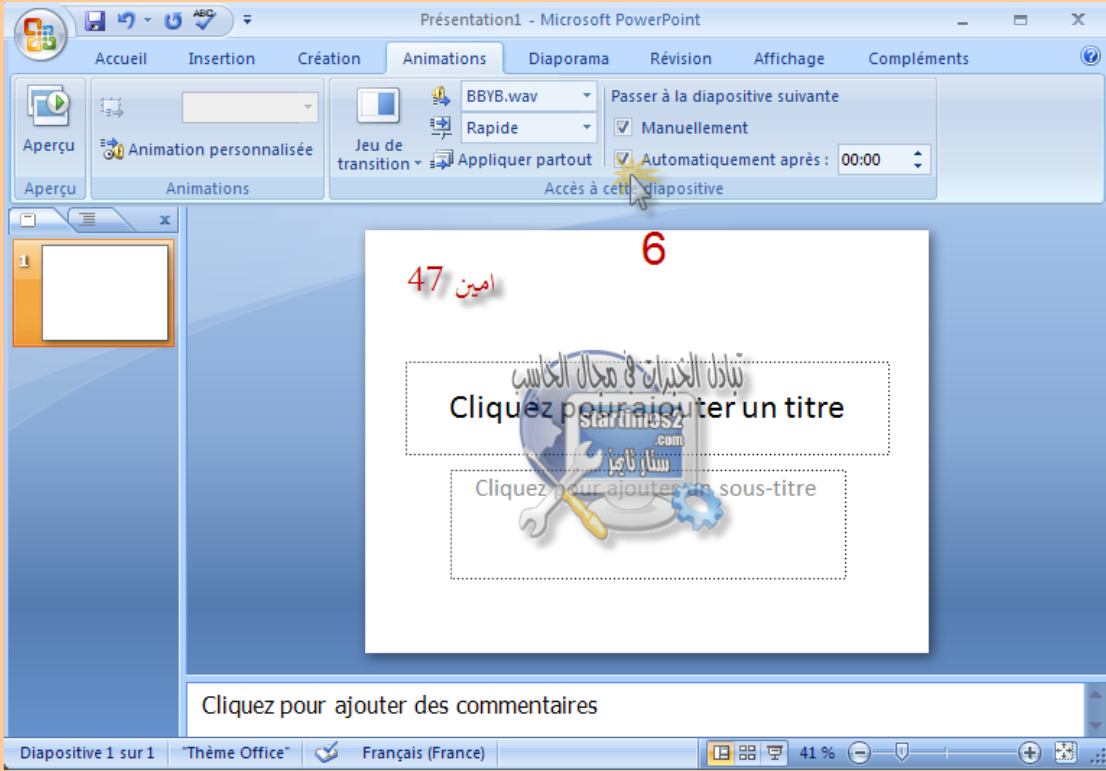 Présentation1 - Microsoft PowerPoint
Accueil Insertion Création Animations Diaporama Révision Affichage Compléments
BBYB.wav Passer à la diapositive suivante
Rapide Manuellement
Aperçu Animation personnalisée Jeu de transition Appliquer partout Automatiquement après : 00:00
Aperçu Animations Accès à cette diapositive
1
6
امين 47
تبادل الخبرات في مجال الحاسب
Cliquez pour ajouter un titre
startimes2
.com
ستار تايمز
Cliquez pour ajouter un sous-titre
Cliquez pour ajouter des commentaires
Diapositive 1 sur 1 "Thème Office" Français (France) 41 %